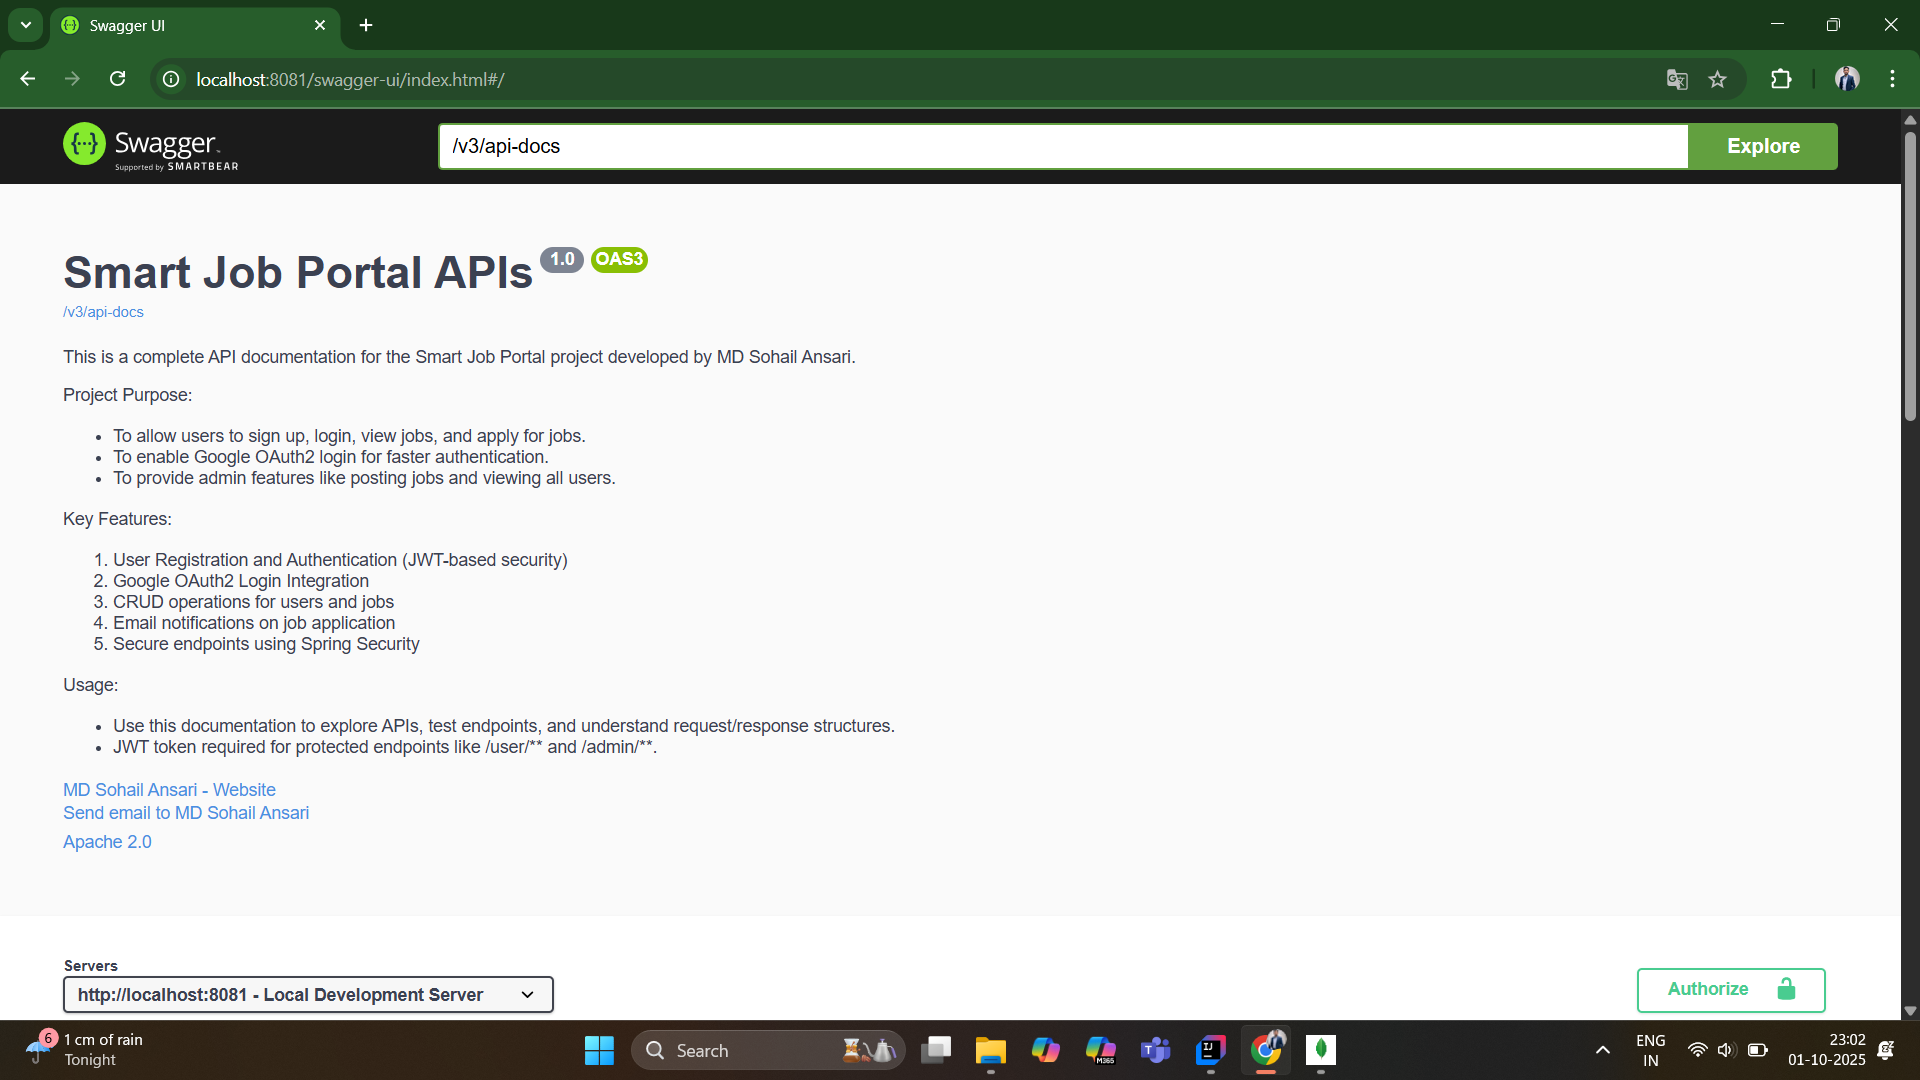 Swagger UI
localhost:8081/swagger-ui/index.html#/
Swagger
Supported by SMARTBEAR
/v3/api-docs
Explore
Smart Job Portal APIs 1.0 OAS3
/v3/api-docs
This is a complete API documentation for the Smart Job Portal project developed by MD Sohail Ansari.
Project Purpose:
• To allow users to sign up, login, view jobs, and apply for jobs.
• To enable Google OAuth2 login for faster authentication.
• To provide admin features like posting jobs and viewing all users.
Key Features:
1. User Registration and Authentication (JWT-based security)
2. Google OAuth2 Login Integration
3. CRUD operations for users and jobs
4. Email notifications on job application
5. Secure endpoints using Spring Security
Usage:
• Use this documentation to explore APIs, test endpoints, and understand request/response structures.
• JWT token required for protected endpoints like /user/** and /admin/**.
MD Sohail Ansari - Website
Send email to MD Sohail Ansari
Apache 2.0
Servers
http://localhost:8081 - Local Development Server
Authorize
6
1 cm of rain
Tonight
Search
M365
ENG
IN
23:02
01-10-2025